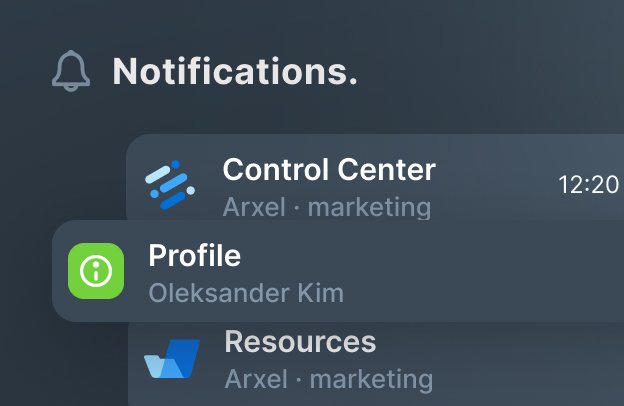 Notifications.
Control Center
12:20
Arxel · marketing
Profile
Oleksander Kim
Resources
Arxel · marketing